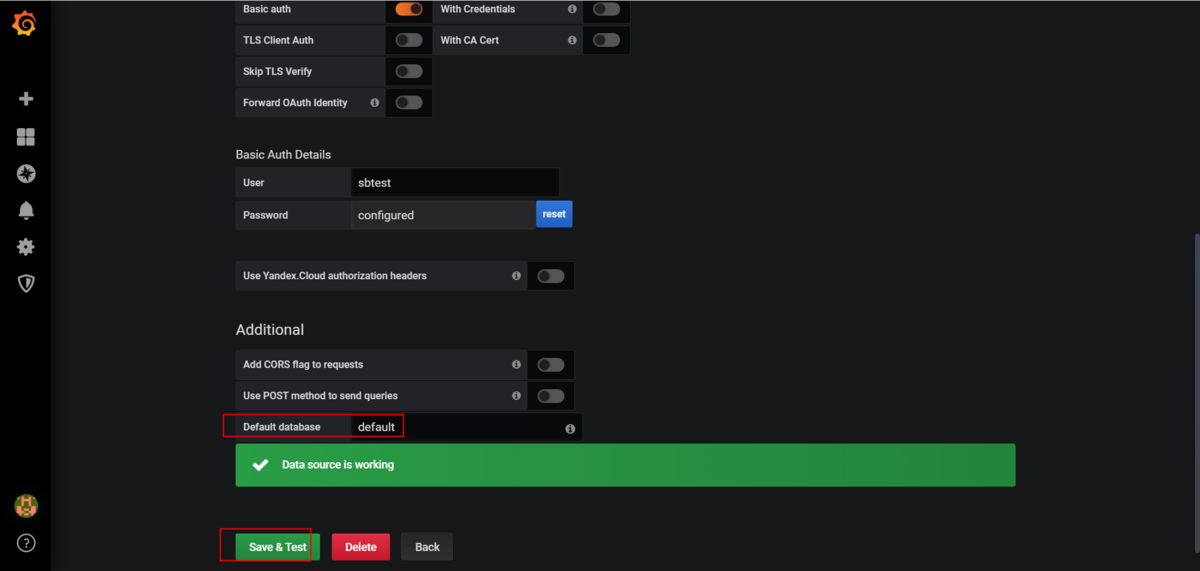 Basic auth With Credentials
TLS Client Auth With CA Cert
Skip TLS Verify
Forward OAuth Identity
Basic Auth Details
User sbtest
Password configured reset
Use Yandex.Cloud authorization headers
Additional
Add CORS flag to requests
Use POST method to send queries
Default database default
Data source is working
Save & Test Delete Back